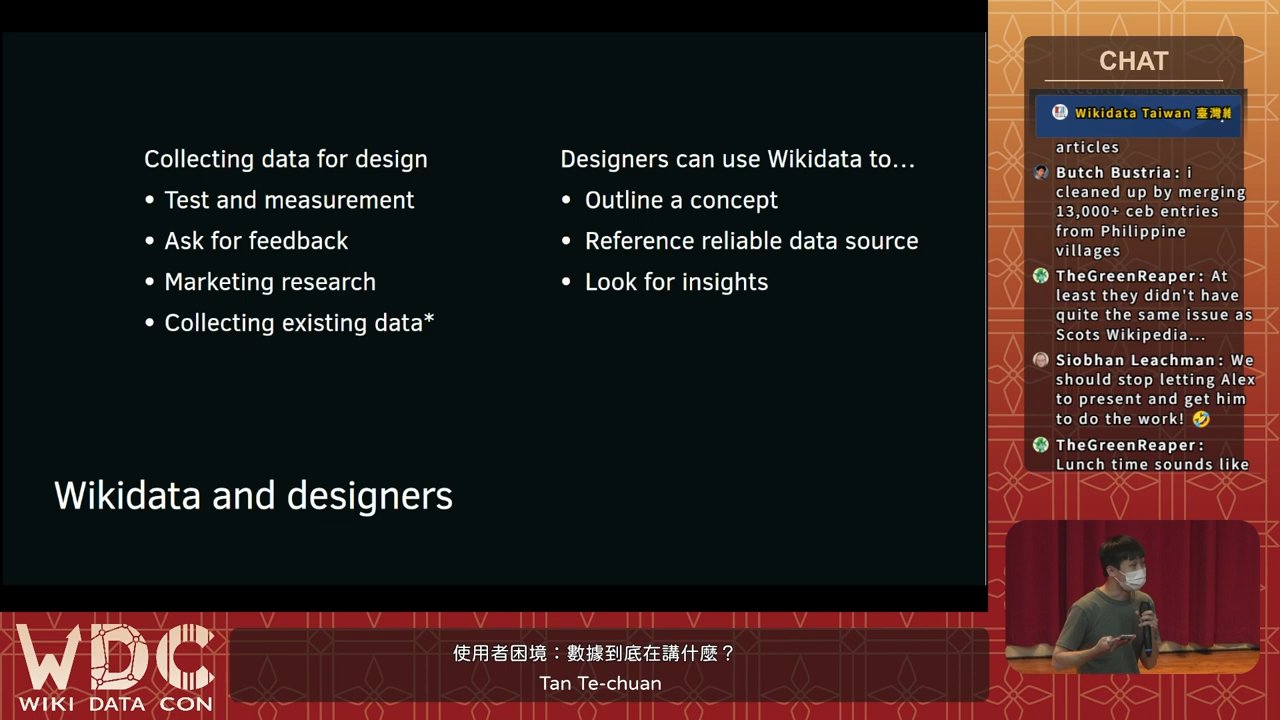 Collecting data for design
• Test and measurement
• Ask for feedback
• Marketing research
• Collecting existing data*
Designers can use Wikidata to...
• Outline a concept
• Reference reliable data source
• Look for insights
Wikidata and designers
CHAT
Wikidata Taiwan 臺灣維
articles
Butch Bustria: i
cleaned up by merging
13,000+ ceb entries
from Philippine
villages
TheGreenReaper: At
least they didn't have
quite the same issue as
Scots Wikipedia...
Siobhan Leachman: We
should stop letting Alex
to present and get him
to do the work! 🤣
TheGreenReaper:
Lunch time sounds like
WDC
WIKI DATA CON
使用者困境：數據到底在講什麼？
Tan Te-chuan